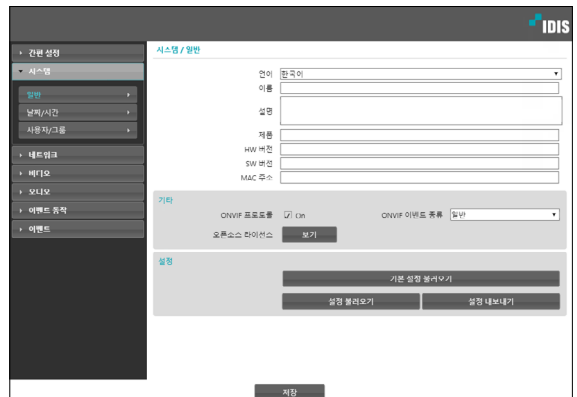 IDIS
간편 설정
시스템
일반
날짜/시간
사용자/그룹
네트워크
비디오
오디오
이벤트 동작
이벤트
시스템 / 일반
언어 한국어
이름
설명
제품
HW 버전
SW 버전
MAC 주소
기타
ONVIF 프로토콜 On ONVIF 이벤트 종류 일반
오픈소스 라이선스 보기
설정
기본 설정 불러오기
설정 불러오기 설정 내보내기
저장